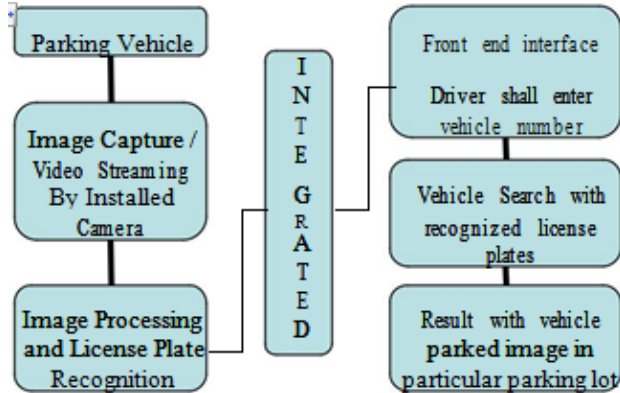 Parking Vehicle
Image Capture /
Video Streaming
By Installed
Camera
Image Processing
and License Plate
Recognition
I
N
T
E
G
R
A
T
E
D
Front end interface
Driver shall enter
vehicle number
Vehicle Search with
recognized license
plates
Result with vehicle
parked image in
particular parking lot